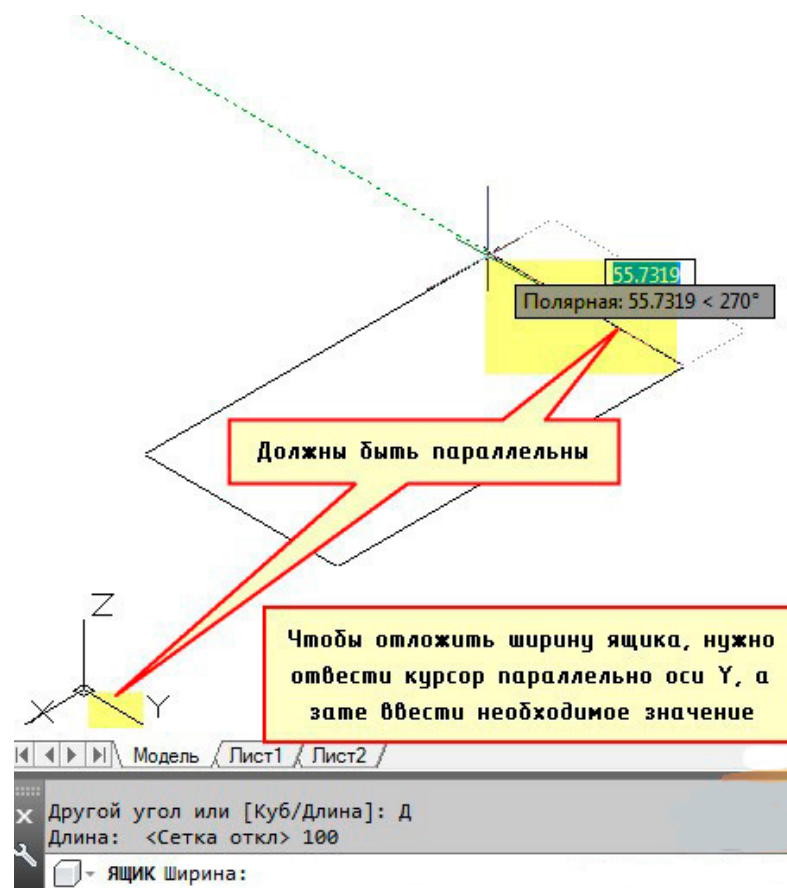 55.7319
Полярная: 55.7319 < 270°
Должны быть параллельны
Z
X
Y
Чтобы отложить ширину ящика, нужно
отвести курсор параллельно оси Y, а
зате ввести необходимое значение
Модель / Лист1 / Лист2 /
Другой угол или [Куб/Длина]: Д
Длина:  <Сетка откл> 100
ЯЩИК Ширина: